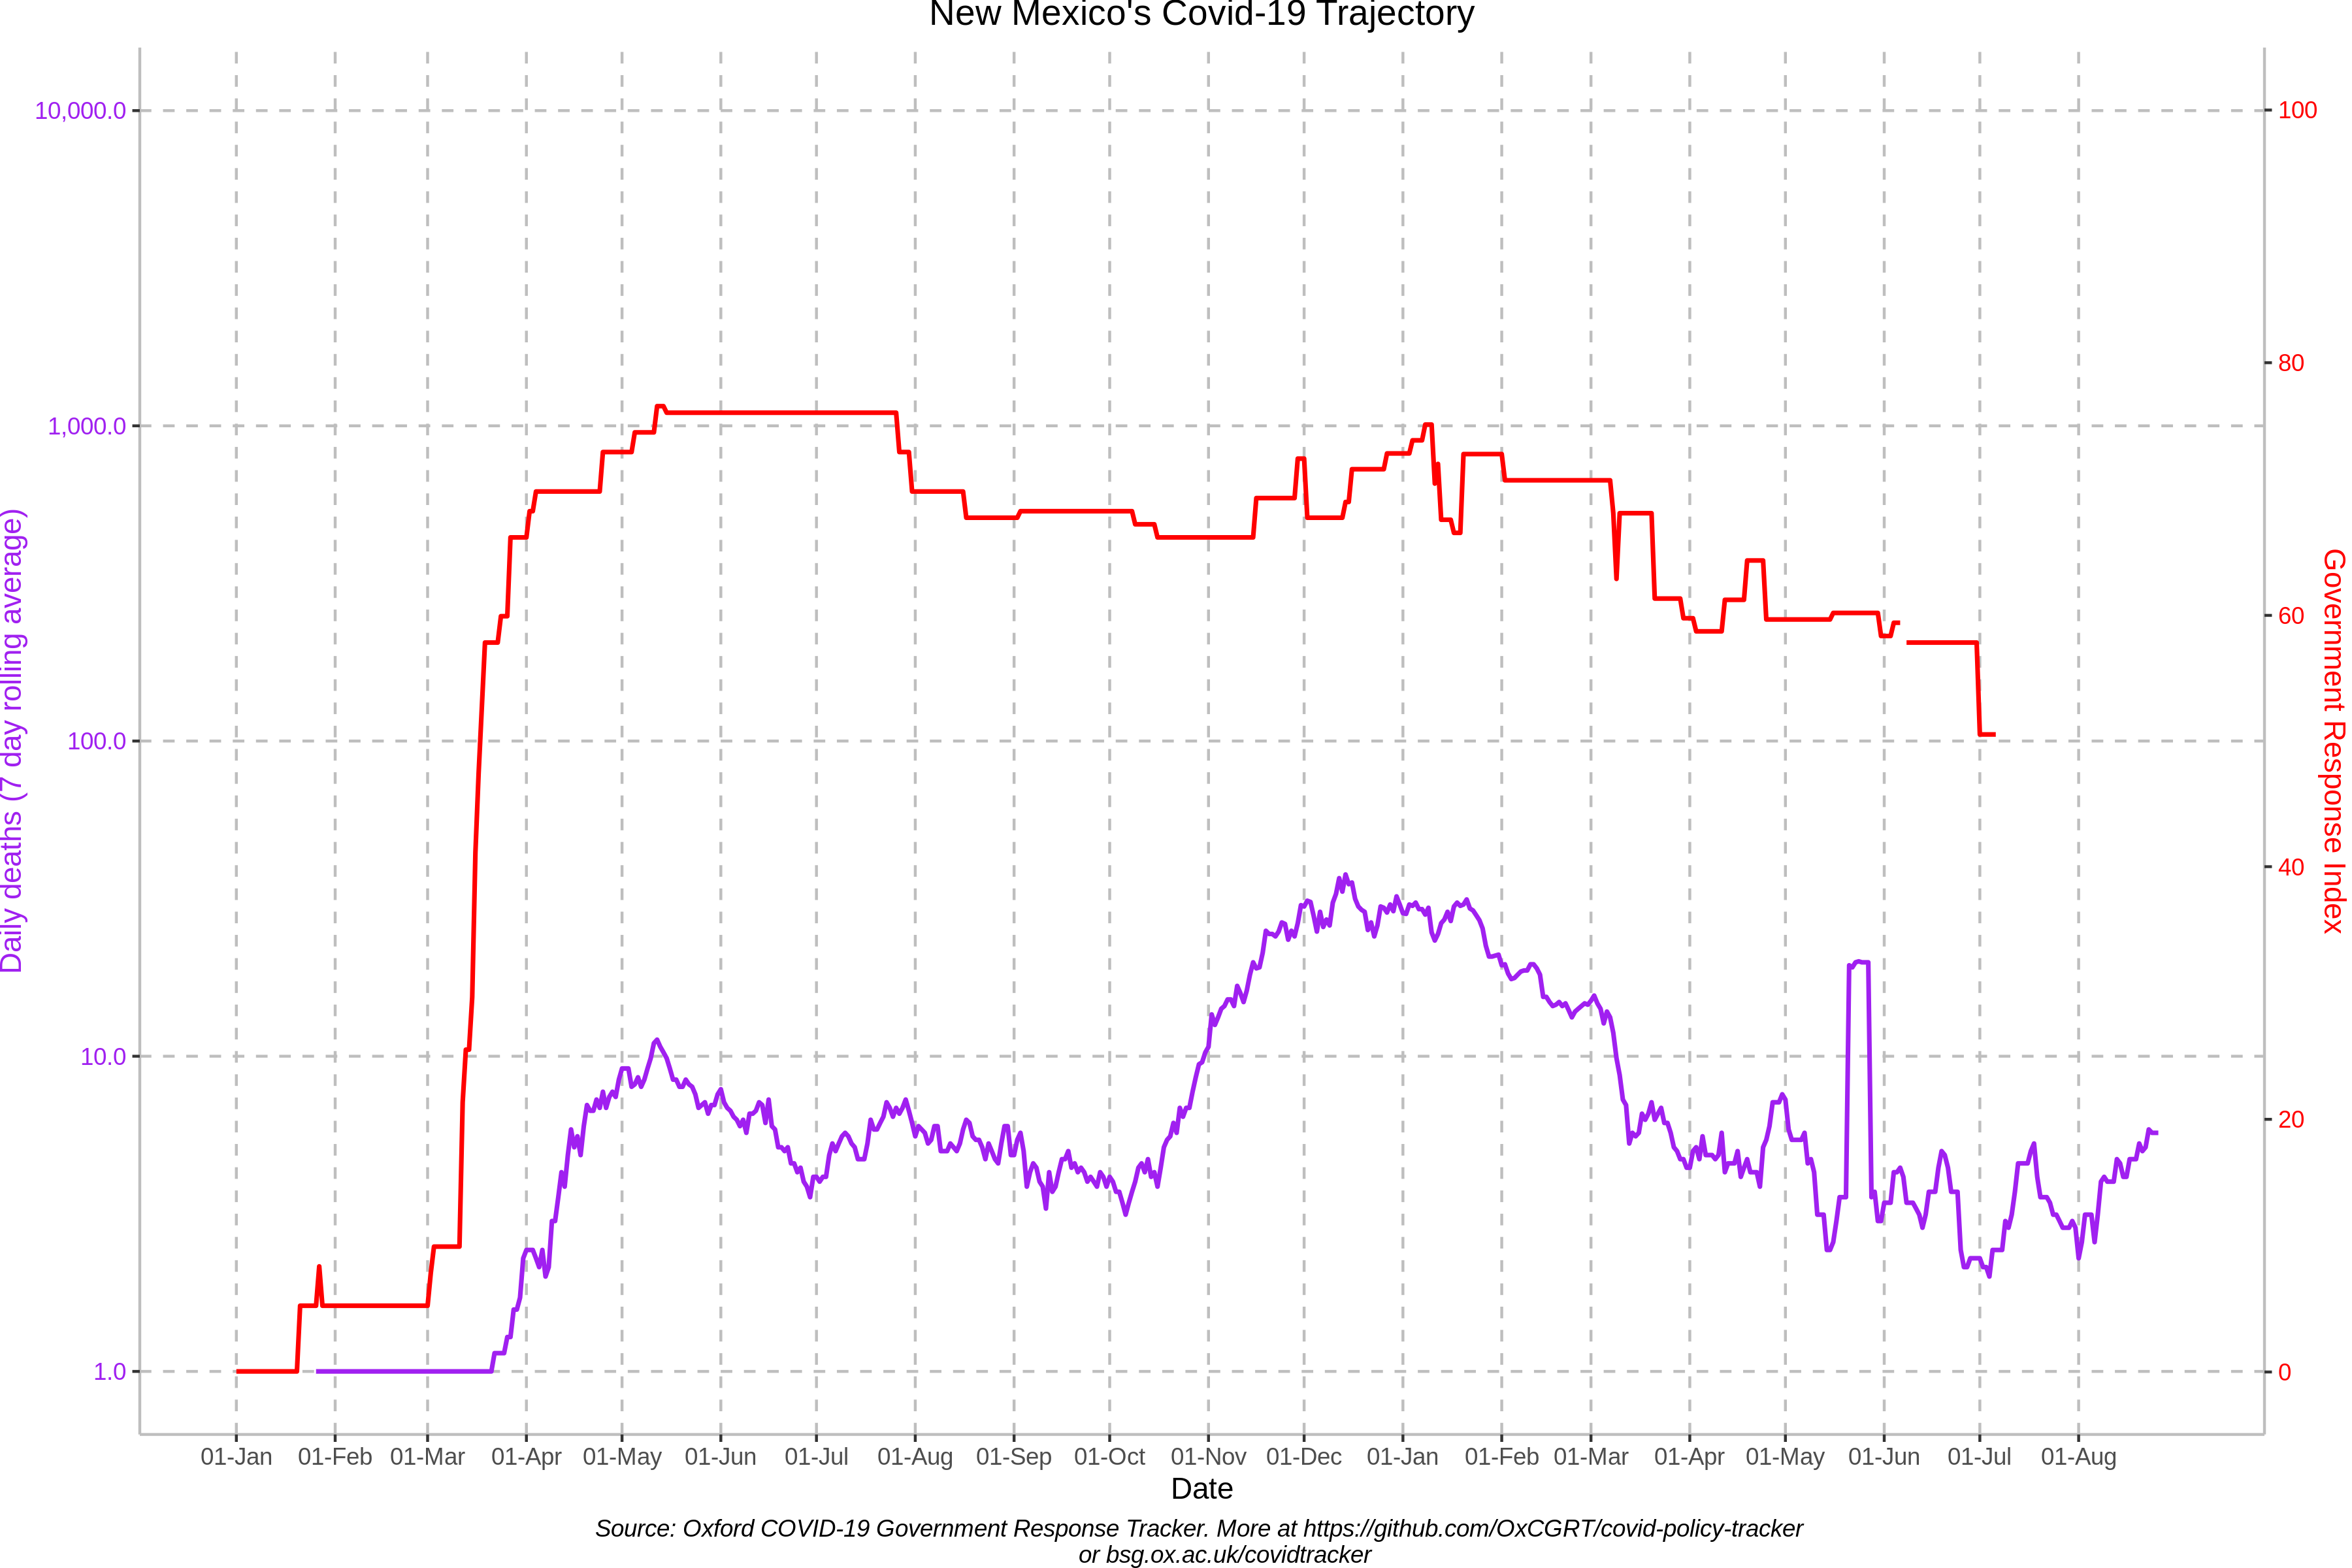 New Mexico's Covid-19 Trajectory
10,000.0
1,000.0
100.0
10.0
1.0
Daily deaths (7 day rolling average)
100
80
60
40
20
0
Government Response Index
01-Jan 01-Feb 01-Mar 01-Apr 01-May 01-Jun 01-Jul 01-Aug 01-Sep 01-Oct 01-Nov 01-Dec 01-Jan 01-Feb 01-Mar 01-Apr 01-May 01-Jun 01-Jul 01-Aug
Date
Source: Oxford COVID-19 Government Response Tracker. More at https://github.com/OxCGRT/covid-policy-tracker
or bsg.ox.ac.uk/covidtracker